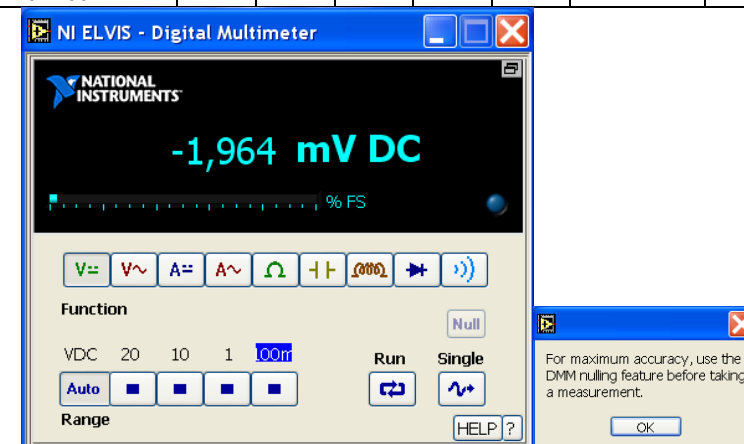 NI ELVIS - Digital Multimeter
NATIONAL
INSTRUMENTS
-1,964 mV DC
% FS
V= V~ A= A~ Ω
Function
Null
VDC 20 10 1 100m
Run Single
Auto
Range
HELP ?
For maximum accuracy, use the
DMM nulling feature before taking
a measurement.
OK